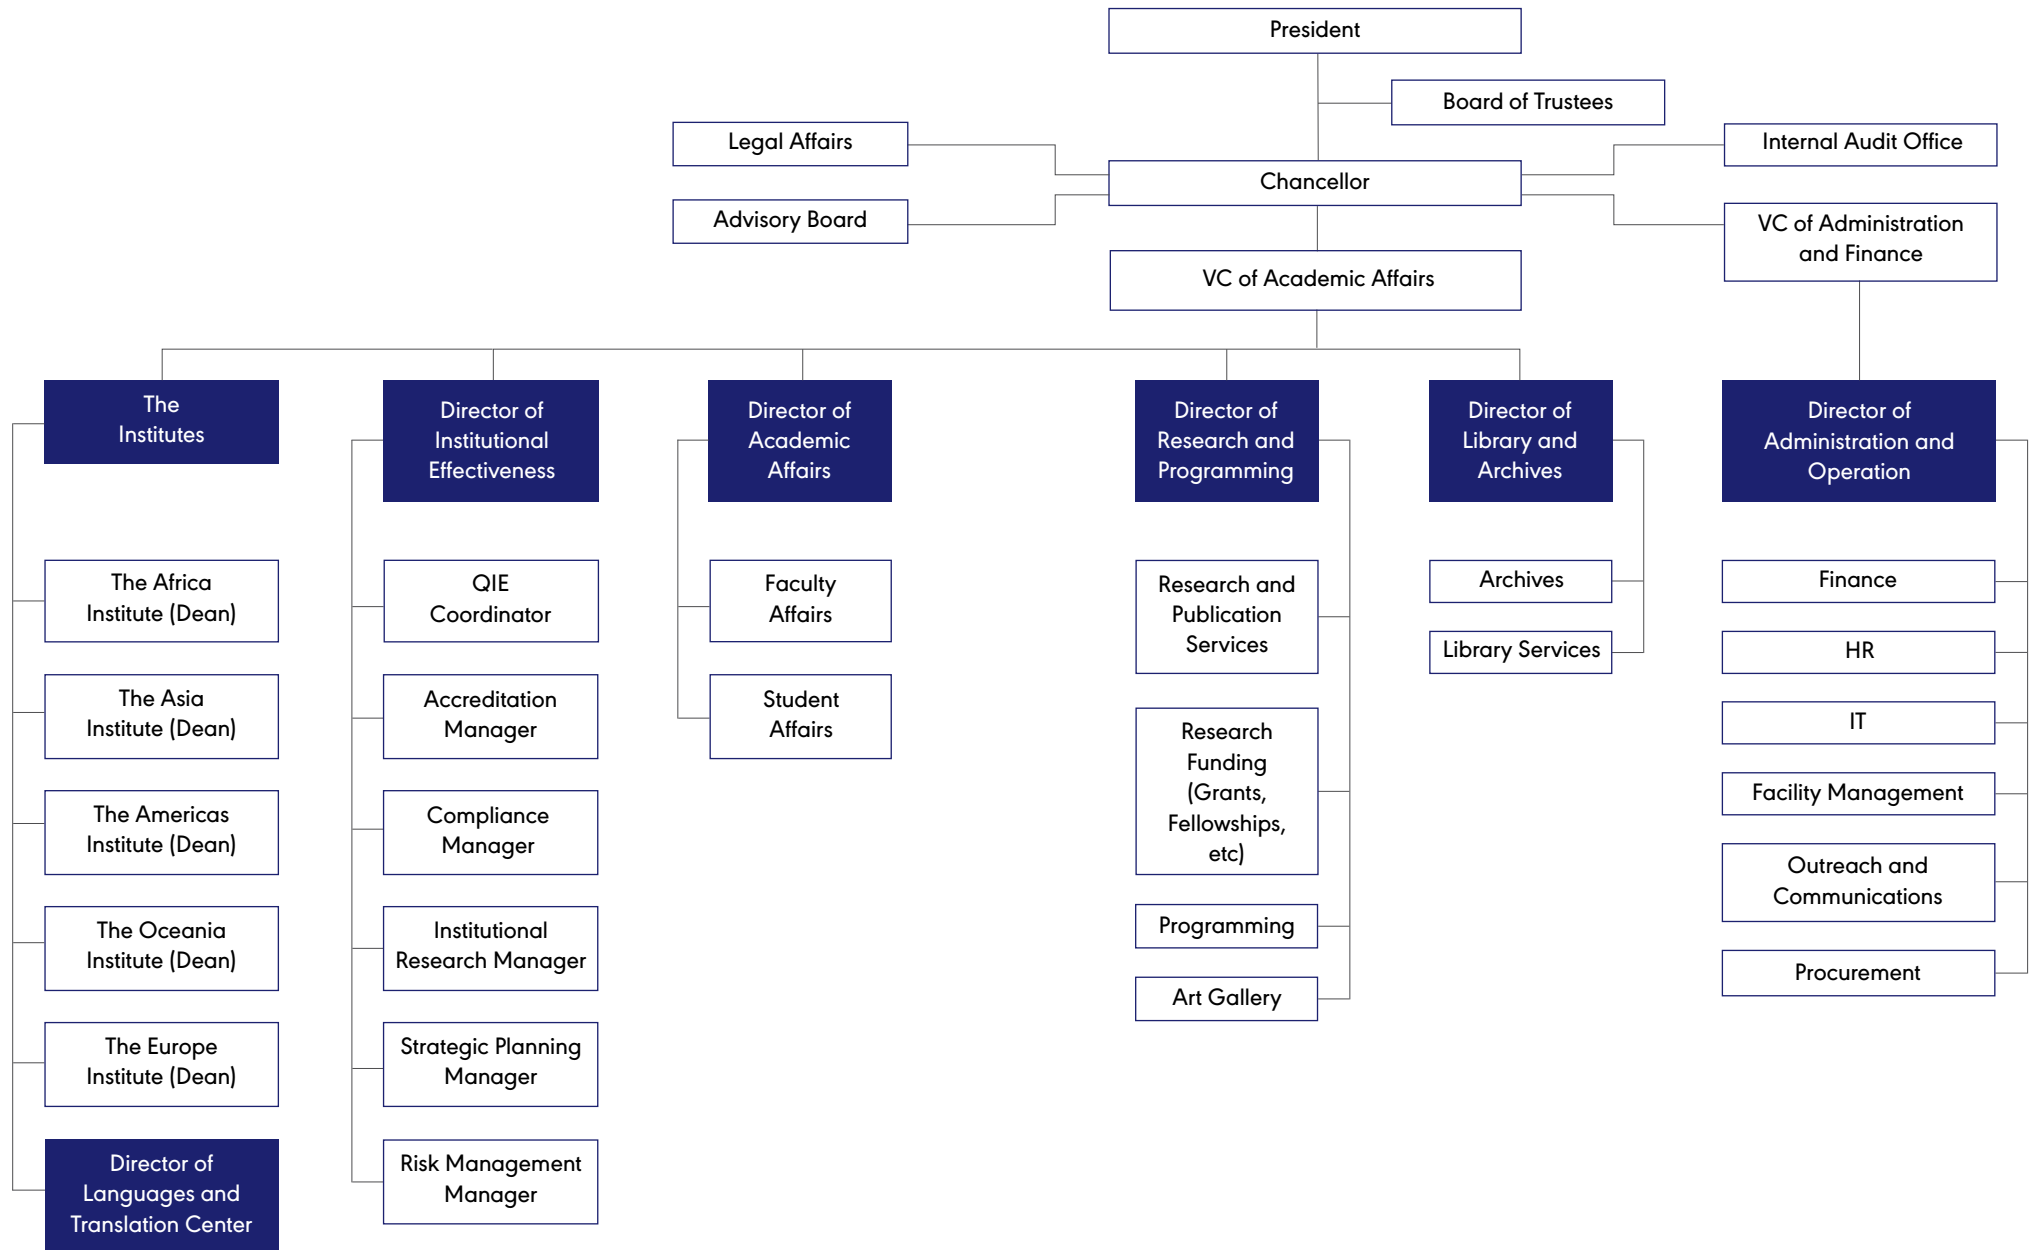 President
Board of Trustees
Legal Affairs
Internal Audit Office
Chancellor
Advisory Board
VC of Administration
and Finance
VC of Academic Affairs
The
Institutes
Director of
Institutional
Effectiveness
Director of
Academic
Affairs
Director of
Research and
Programming
Director of
Library and
Archives
Director of
Administration and
Operation
The Africa
Institute (Dean)
The Asia
Institute (Dean)
The Americas
Institute (Dean)
The Oceania
Institute (Dean)
The Europe
Institute (Dean)
Director of
Languages and
Translation Center
QIE
Coordinator
Accreditation
Manager
Compliance
Manager
Institutional
Research Manager
Strategic Planning
Manager
Risk Management
Manager
Faculty
Affairs
Student
Affairs
Research and
Publication
Services
Research
Funding
(Grants,
Fellowships,
etc)
Programming
Art Gallery
Archives
Library Services
Finance
HR
IT
Facility Management
Outreach and
Communications
Procurement